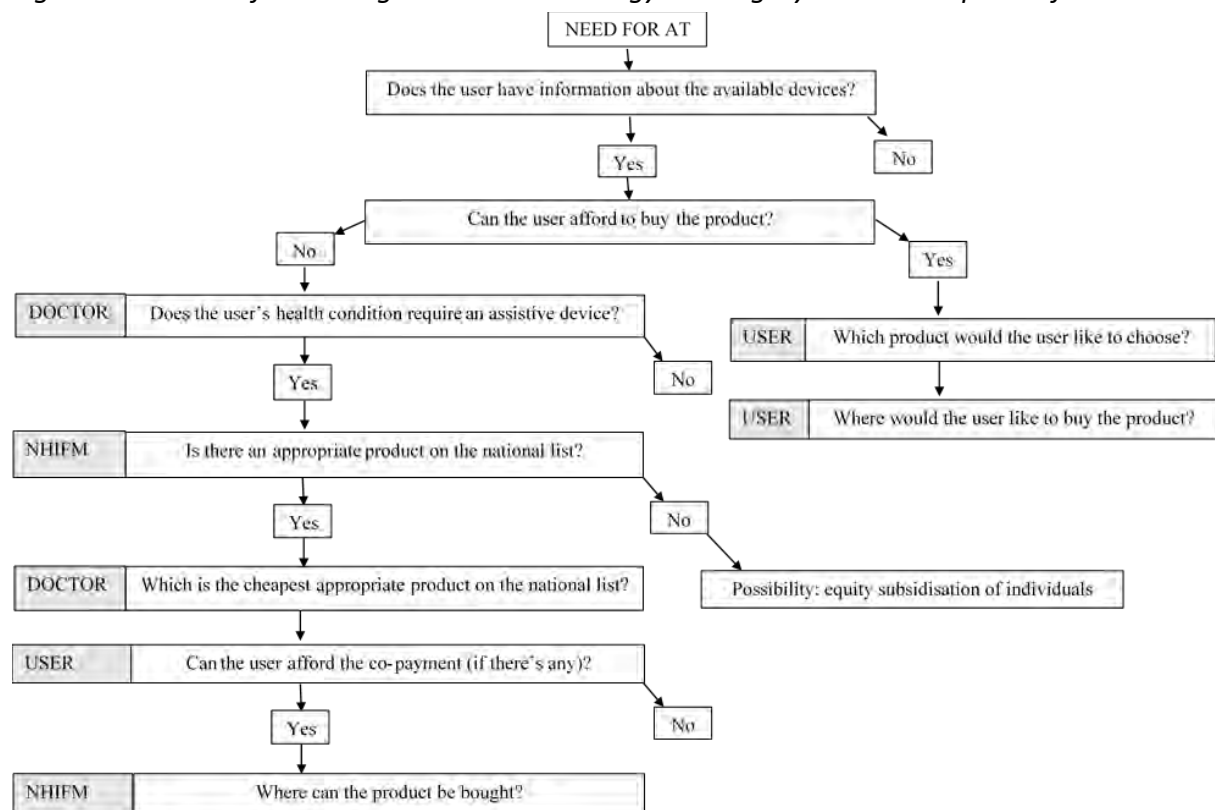 NEED FOR AT
Does the user have information about the available devices?
Yes
No
Can the user afford to buy the product?
No
Yes
DOCTOR
Does the user's health condition require an assistive device?
USER
Which product would the user like to choose?
Yes
No
USER
Where would the user like to buy the product?
NHIFM
Is there an appropriate product on the national list?
Yes
No
DOCTOR
Which is the cheapest appropriate product on the national list?
Possibility: equity subsidisation of individuals
USER
Can the user afford the co-payment (if there's any)?
Yes
No
NHIFM
Where can the product be bought?